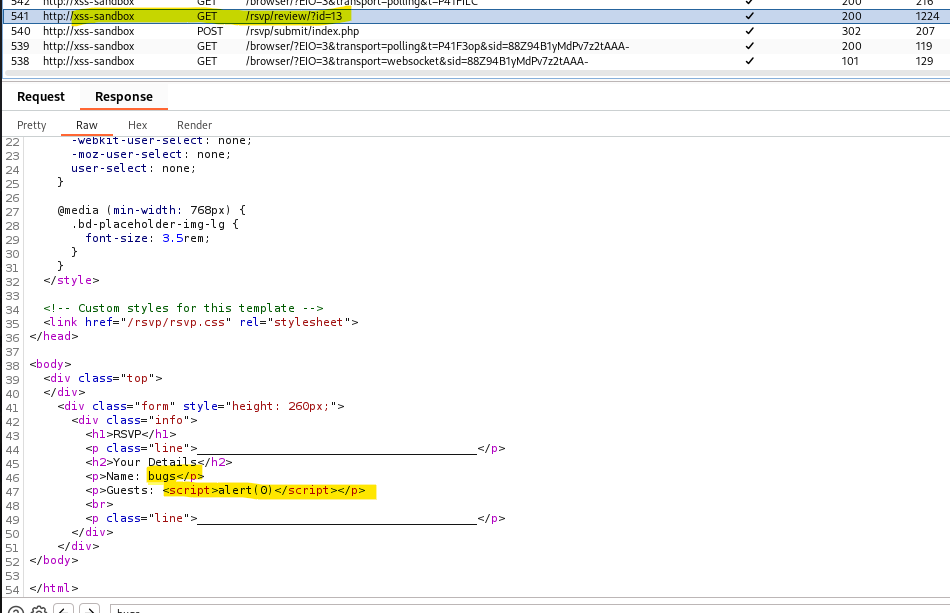 542 http://xss-sandbox GET /browser/?EIO=3&transport=polling&t=P41FILC ✓ 200 216
541 http://xss-sandbox GET /rsvp/review/?id=13 ✓ 200 1224
540 http://xss-sandbox POST /rsvp/submit/index.php ✓ 302 207
539 http://xss-sandbox GET /browser/?EIO=3&transport=polling&t=P41F3op&sid=88Z94B1yMdPv7z2tAAA- ✓ 200 119
538 http://xss-sandbox GET /browser/?EIO=3&transport=websocket&sid=88Z94B1yMdPv7z2tAAA- ✓ 101 129
Request Response
Pretty Raw Hex Render
22 -webkit-user-select: none;
23 -moz-user-select: none;
24 user-select: none;
25 }
26
27 @media (min-width: 768px) {
28 .bd-placeholder-img-lg {
29 font-size: 3.5rem;
30 }
31 }
32 </style>
33
34 <!-- Custom styles for this template -->
35 <link href="/rsvp/rsvp.css" rel="stylesheet">
36 </head>
37
38 <body>
39 <div class="top">
40 </div>
41 <div class="form" style="height: 260px;">
42 <div class="info">
43 <h1>RSVP</h1>
44 <p class="line">________________________________________</p>
45 <h2>Your Details</h2>
46 <p>Name: bugs</p>
47 <p>Guests: <script>alert(0)</script></p>
48 <br>
49 <p class="line">________________________________________</p>
50 </div>
51 </div>
52 </body>
53
54 </html>